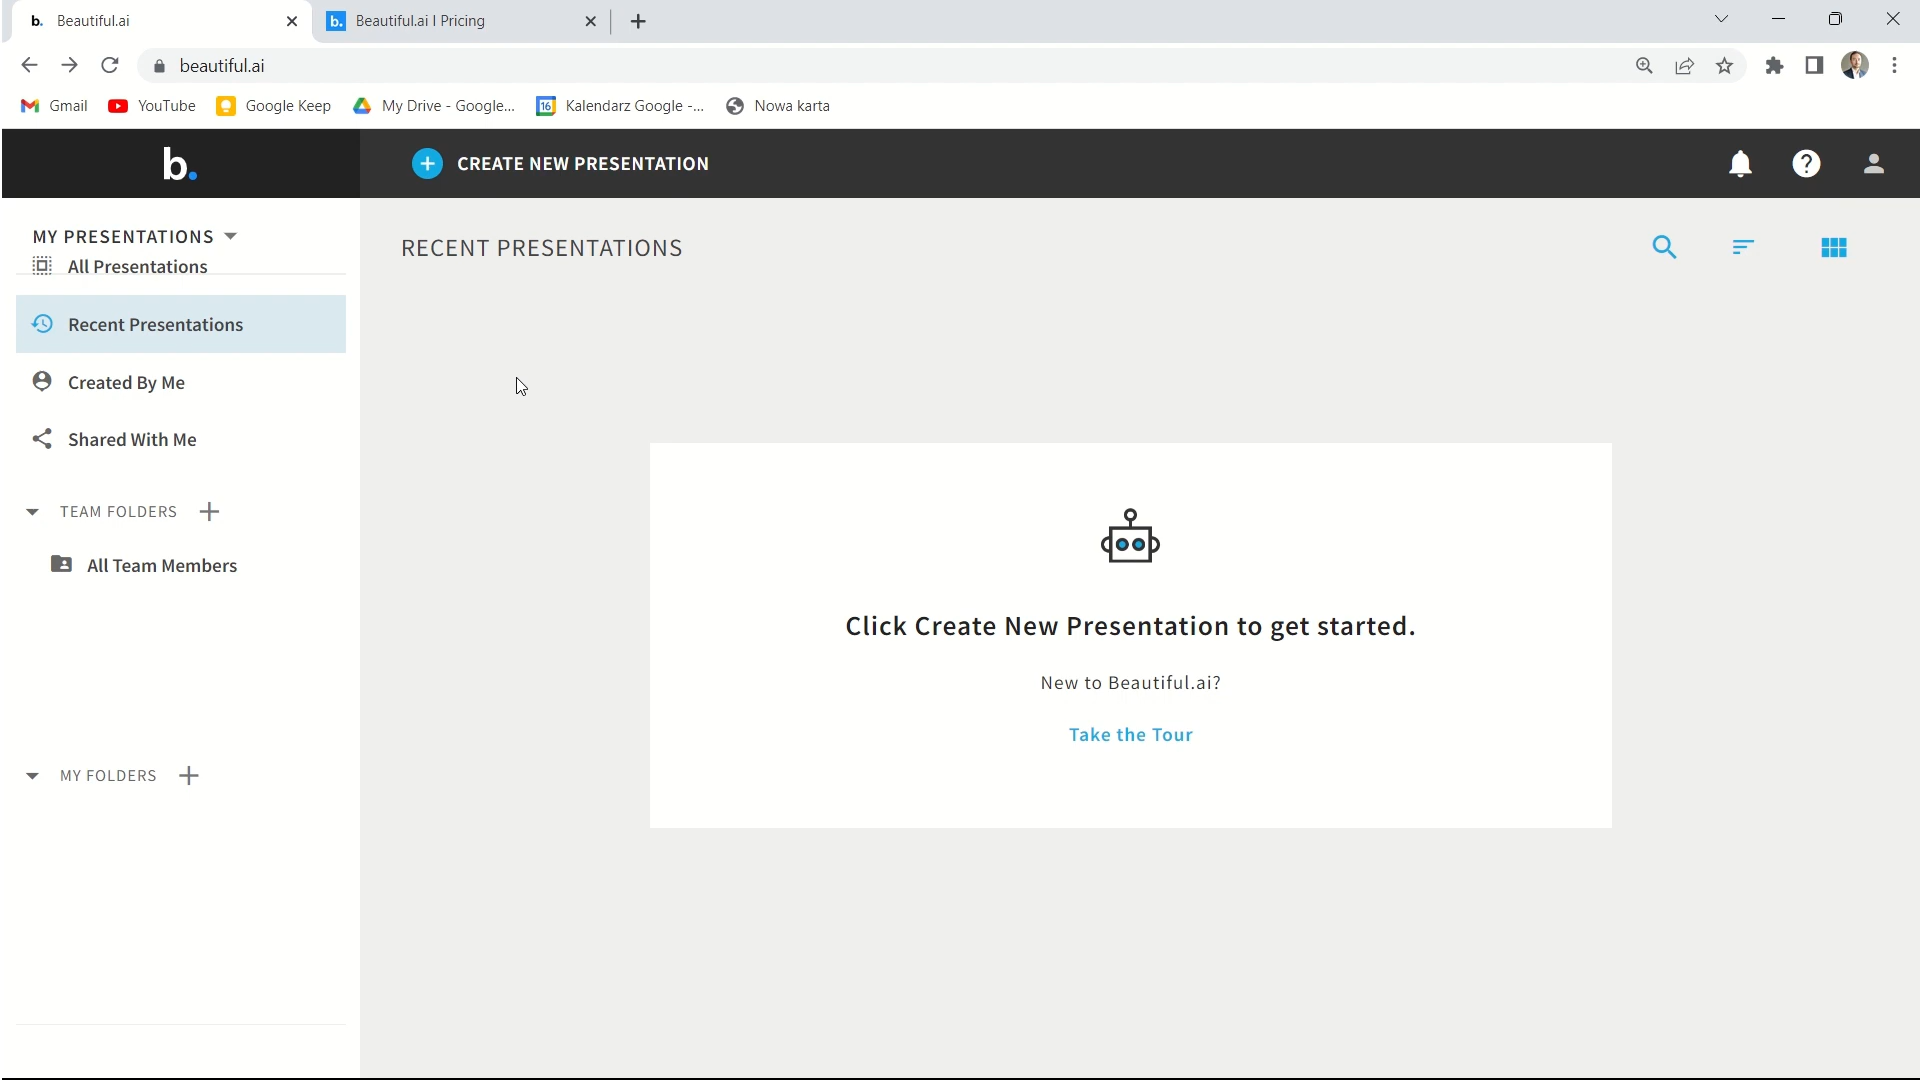 b. Beautiful.ai
b. Beautiful.ai | Pricing
beautiful.ai
Gmail
YouTube
Google Keep
My Drive - Google...
16 Kalendarz Google -...
Nowa karta
b.
CREATE NEW PRESENTATION
?
MY PRESENTATIONS
All Presentations
Recent Presentations
Created By Me
Shared With Me
TEAM FOLDERS
All Team Members
MY FOLDERS
RECENT PRESENTATIONS
Click Create New Presentation to get started.
New to Beautiful.ai?
Take the Tour